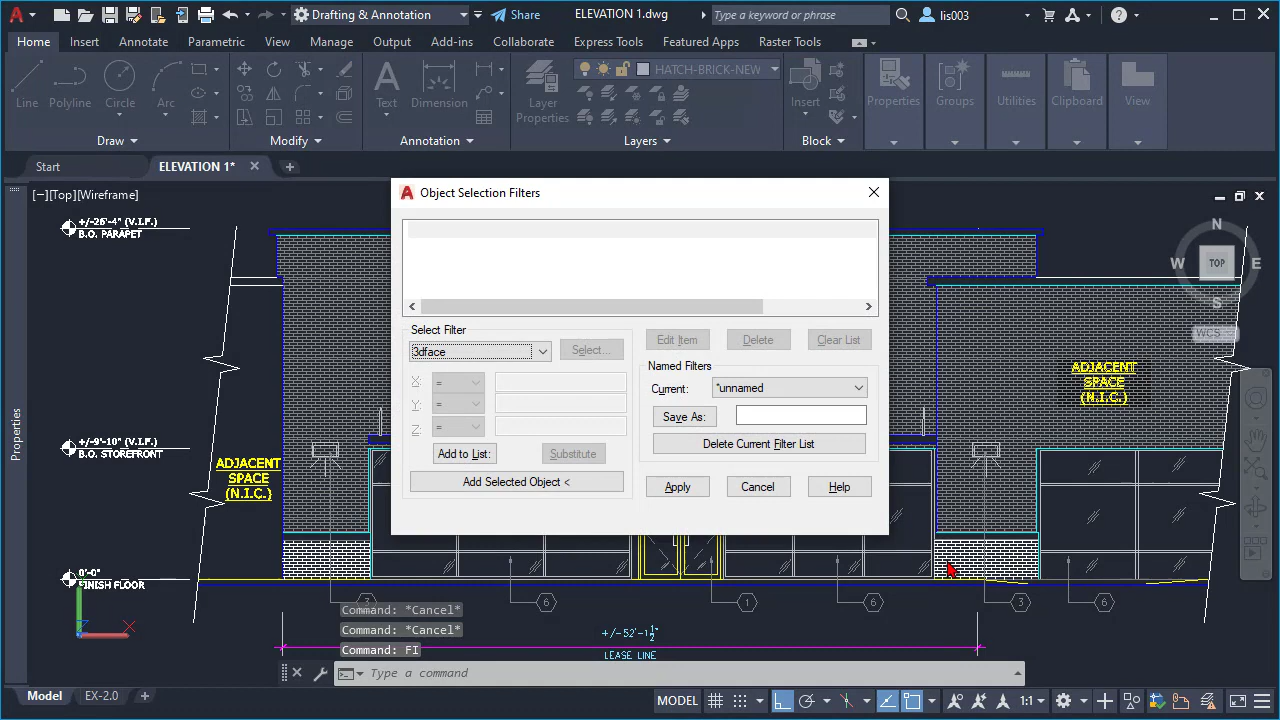 Drafting & Annotation
Share
ELEVATION 1.dwg
Type a keyword or phrase
lis003
Home
Insert
Annotate
Parametric
View
Manage
Output
Add-ins
Collaborate
Express Tools
Featured Apps
Raster Tools
Line
Polyline
Circle
Arc
Text
Dimension
Layer
Properties
HATCH-BRICK-NEW
Insert
Properties
Groups
Utilities
Clipboard
View
Draw
Modify
Annotation
Layers
Block
Start
ELEVATION 1*
[−][Top][Wireframe]
Object Selection Filters
+/-26'-4" (V.I.F.)
B.O. PARAPET
N
W
TOP
E
S
WCS
Select Filter
3dface
Select...
Edit Item
Delete
Clear List
Named Filters
Current:
*unnamed
X:
=
Y:
=
Z:
=
Save As:
Add to List:
Substitute
Delete Current Filter List
Add Selected Object <
Apply
Cancel
Help
ADJACENT
SPACE
(N.I.C.)
Properties
+/-9'-10" (V.I.F.)
B.O. STOREFRONT
ADJACENT
SPACE
(N.I.C.)
0'-0"
FINISH FLOOR
3
6
1
6
3
6
Command: *Cancel*
Command: *Cancel*
Command: FI
+/-52'-1½"
LEASE LINE
Type a command
Model
EX-2.0
MODEL
1:1